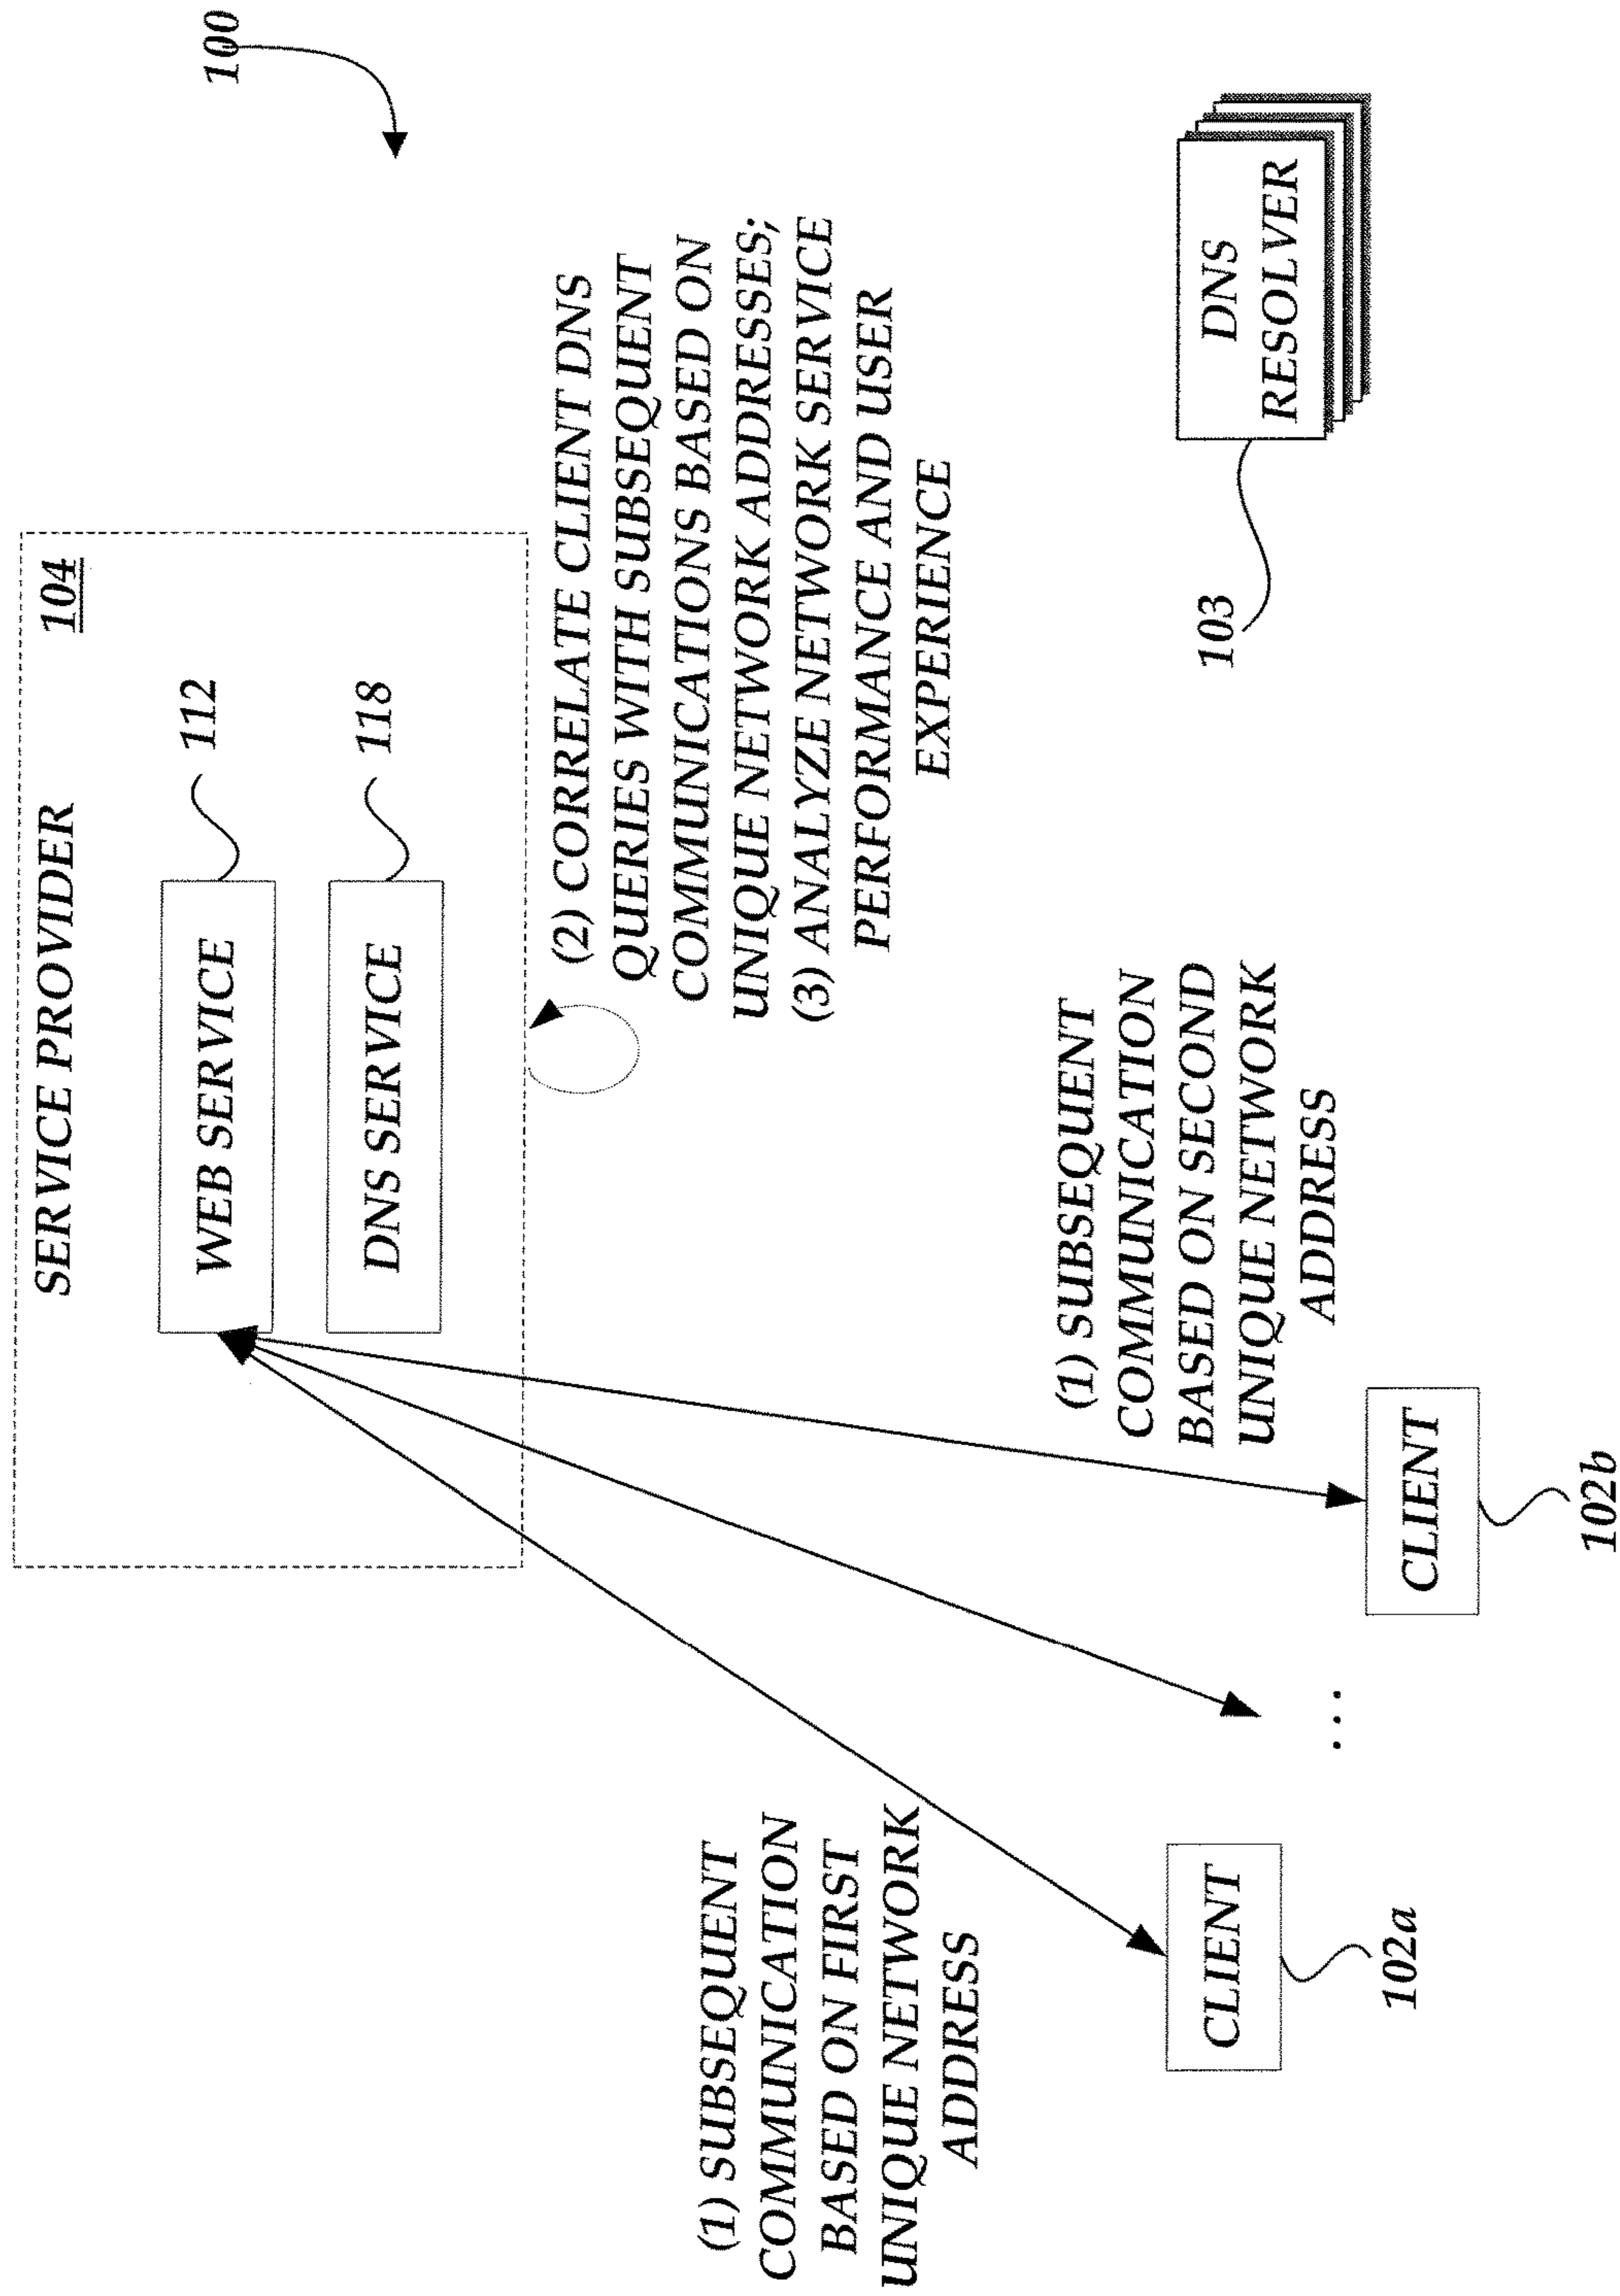 100
SERVICE PROVIDER
104
WEB SERVICE
112
DNS SERVICE
118
(2) CORRELATE CLIENT DNS
QUERIES WITH SUBSEQUENT
COMMUNICATIONS BASED ON
UNIQUE NETWORK ADDRESSES;
(3) ANALYZE NETWORK SERVICE
PERFORMANCE AND USER
EXPERIENCE
(1) SUBSEQUENT
COMMUNICATION
BASED ON FIRST
UNIQUE NETWORK
ADDRESS
(1) SUBSEQUENT
COMMUNICATION
BASED ON SECOND
UNIQUE NETWORK
ADDRESS
DNS
RESOLVER
103
CLIENT
102a
...
CLIENT
102b